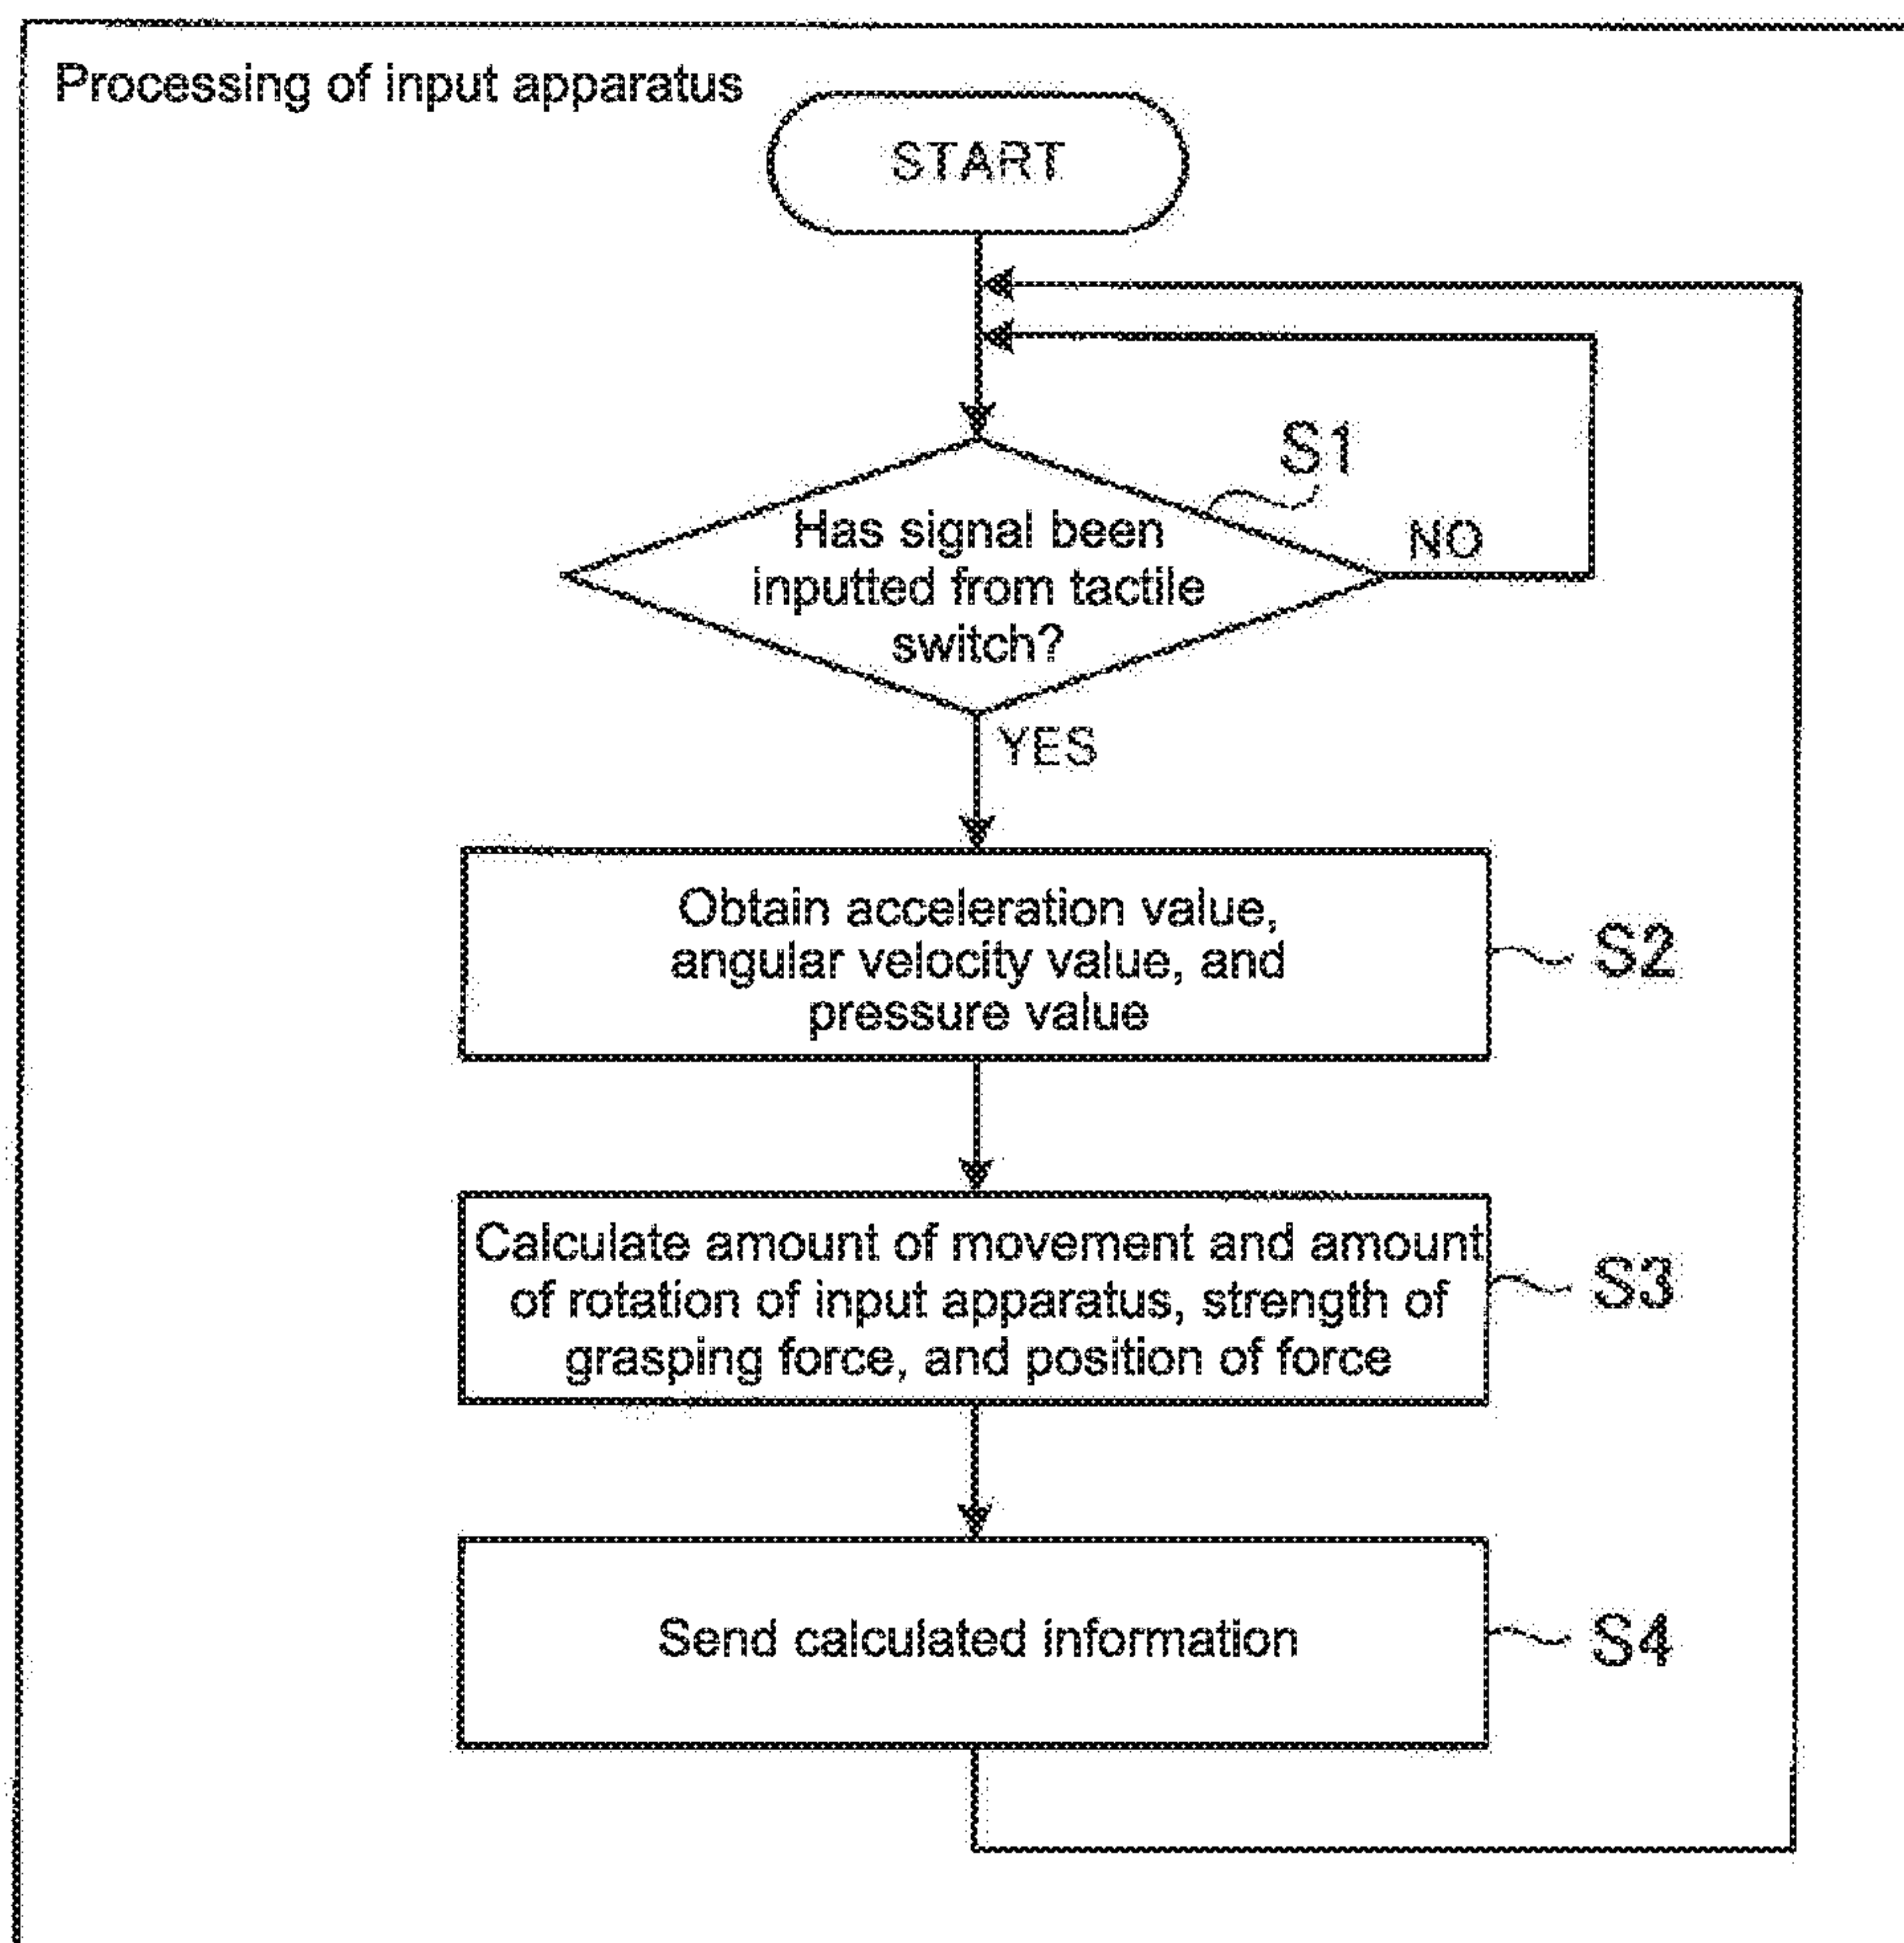 Processing of input apparatus
START
S1
Has signal been
inputted from tactile
switch?
NO
YES
Obtain acceleration value,
angular velocity value, and
pressure value
S2
Calculate amount of movement and amount
of rotation of input apparatus, strength of
grasping force, and position of force
S3
Send calculated information
S4